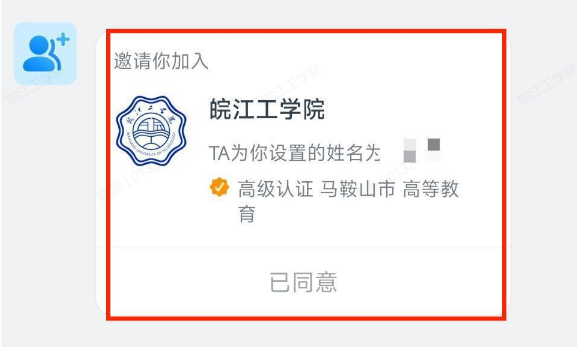 邀请你加入
皖江工学院
TA为你设置的姓名为
高级认证 马鞍山市 高等教
育
已同意